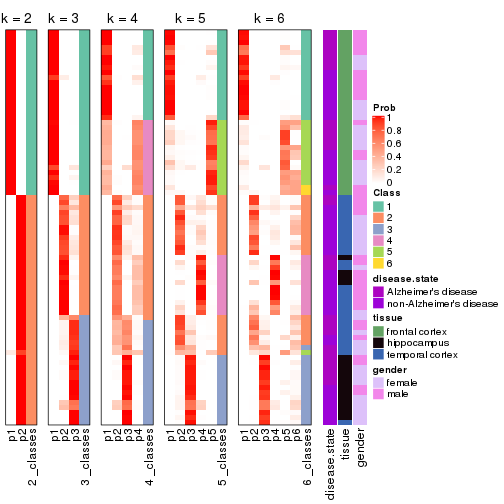 k = 2 k = 3 k = 4 k = 5 k = 6
Prob
1
0.8
0.6
0.4
0.2
0
Class
1
2
3
4
5
6
disease.state
Alzheimer's disease
non-Alzheimer's disease
tissue
frontal cortex
hippocampus
temporal cortex
gender
female
male
p1 p2 2_classes p1 p2 p3 3_classes p1 p2 p3 p4 4_classes p1 p2 p3 p4 p5 5_classes p1 p2 p3 p4 p5 p6 6_classes disease.state tissue gender